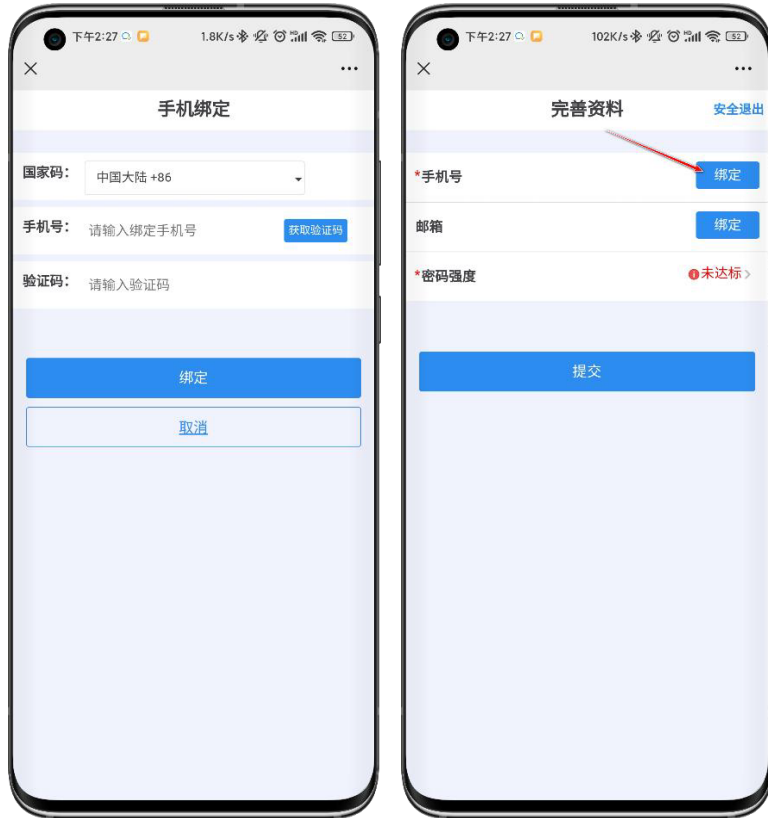 下午2:27
1.8K/s
52
手机绑定
国家码：
中国大陆 +86
手机号：
请输入绑定手机号
获取验证码
验证码：
请输入验证码
绑定
取消
下午2:27
102K/s
52
完善资料
安全退出
*手机号
绑定
邮箱
绑定
*密码强度
未达标
提交